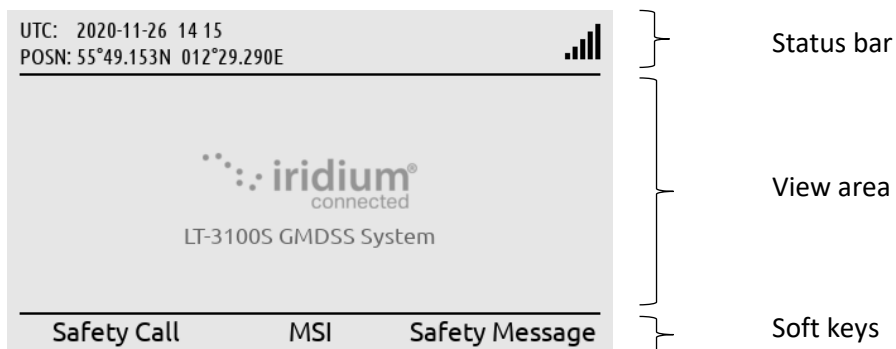 UTC: 2020-11-26 14 15
POSN: 55°49.153N 012°29.290E
Status bar
iridium®
connected
LT-3100S GMDSS System
View area
Safety Call MSI Safety Message
Soft keys